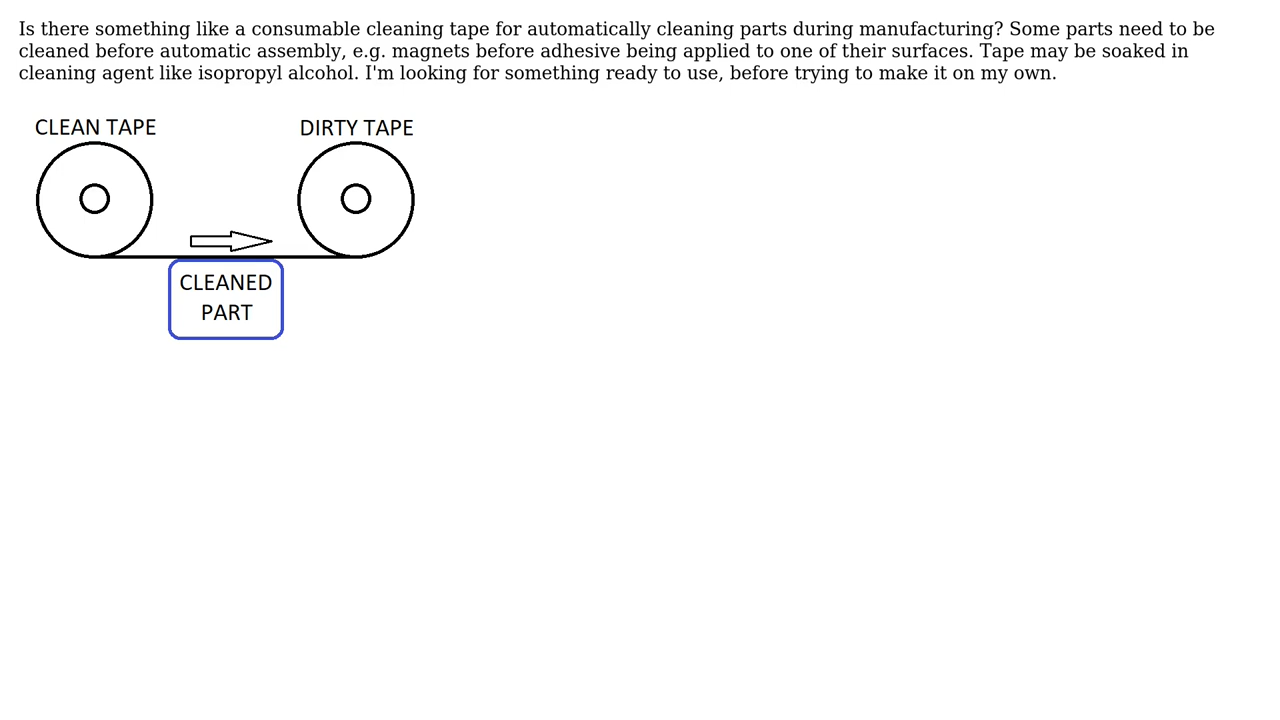 Is there something like a consumable cleaning tape for automatically cleaning parts during manufacturing? Some parts need to be
cleaned before automatic assembly, e.g. magnets before adhesive being applied to one of their surfaces. Tape may be soaked in
cleaning agent like isopropyl alcohol. I'm looking for something ready to use, before trying to make it on my own.
CLEAN TAPE
DIRTY TAPE
CLEANED
PART